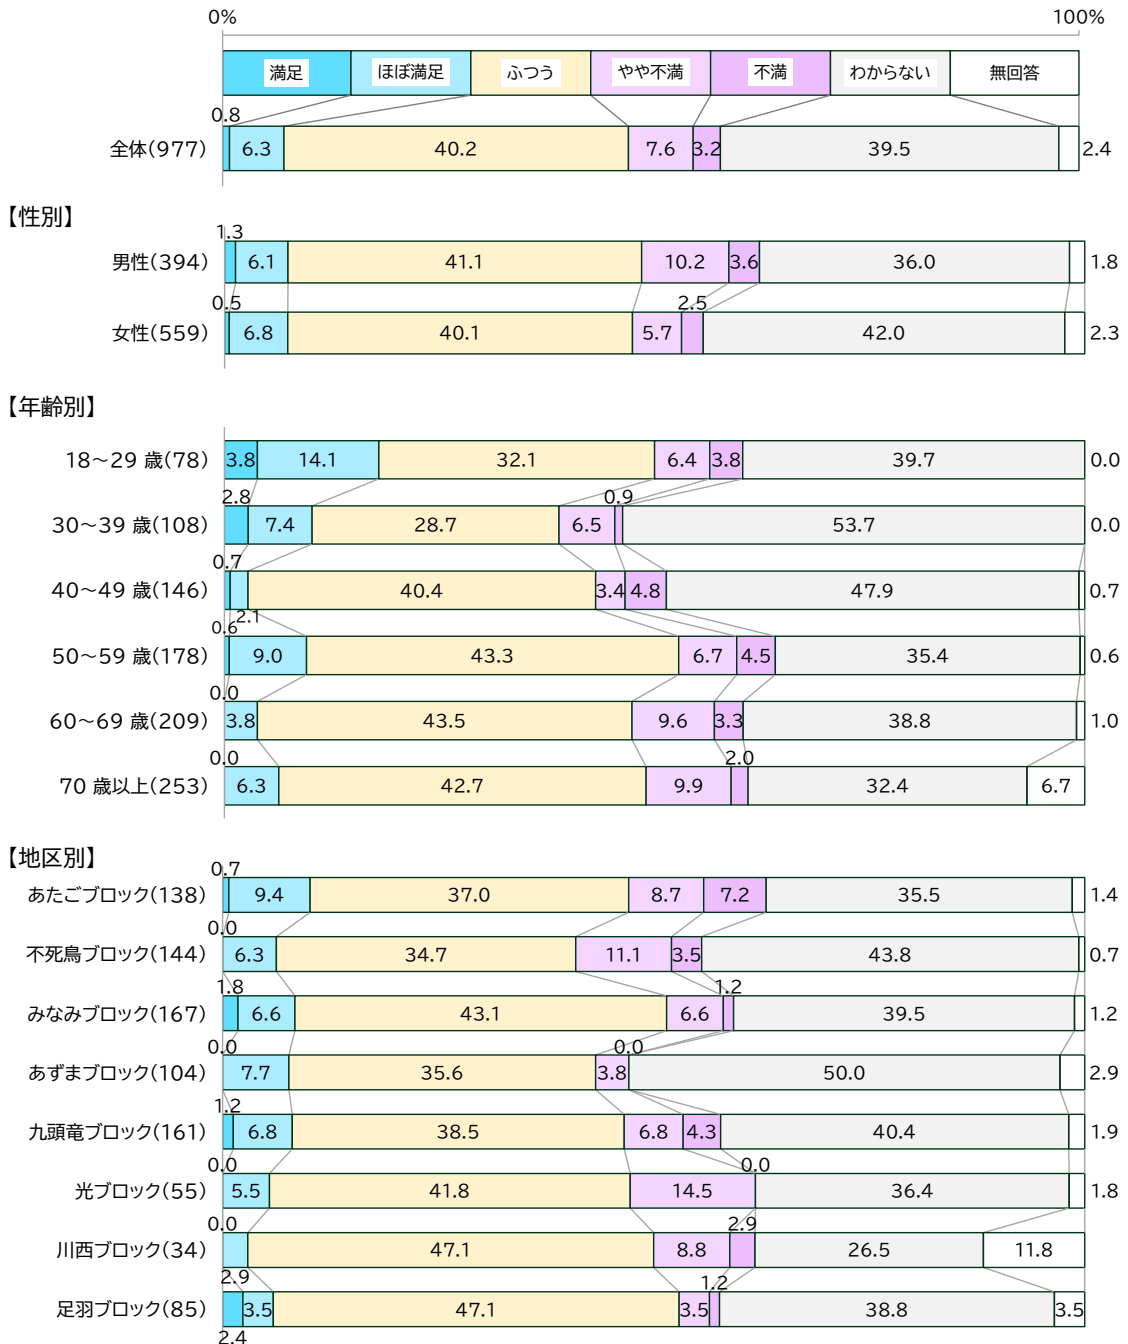 0% 100%
満足 ほぼ満足 ふつう やや不満 不満 わからない 無回答
0.8
全体(977) 6.3 40.2 7.6 3.2 39.5 2.4
【性別】
1.3
男性(394) 6.1 41.1 10.2 3.6 36.0 1.8
0.5 2.5
女性(559) 6.8 40.1 5.7 42.0 2.3
【年齢別】
18～29 歳(78) 3.8 14.1 32.1 6.4 3.8 39.7 0.0
2.8 0.9
30～39 歳(108) 7.4 28.7 6.5 53.7 0.0
0.7
40～49 歳(146) 40.4 3.4 4.8 47.9 0.7
2.1
0.6
50～59 歳(178) 9.0 43.3 6.7 4.5 35.4 0.6
0.0
60～69 歳(209) 3.8 43.5 9.6 3.3 38.8 1.0
0.0 2.0
70 歳以上(253) 6.3 42.7 9.9 32.4 6.7
【地区別】
0.7
あたごブロック(138) 9.4 37.0 8.7 7.2 35.5 1.4
0.0
不死鳥ブロック(144) 6.3 34.7 11.1 3.5 43.8 0.7
1.8 1.2
みなみブロック(167) 6.6 43.1 6.6 39.5 1.2
0.0 0.0
あずまブロック(104) 7.7 35.6 3.8 50.0 2.9
1.2
九頭竜ブロック(161) 6.8 38.5 6.8 4.3 40.4 1.9
0.0 0.0
光ブロック(55) 5.5 41.8 14.5 36.4 1.8
0.0 2.9
川西ブロック(34) 47.1 8.8 26.5 11.8
2.9 1.2
足羽ブロック(85) 3.5 47.1 3.5 38.8 3.5
2.4